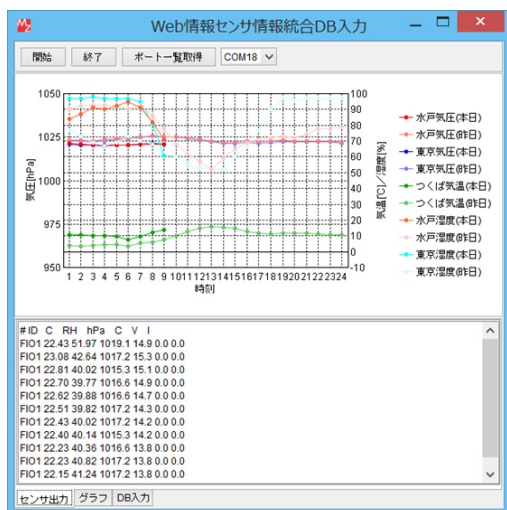 Web情報センサ情報統合DB入力
開始 終了 ポート一覧取得 COM18
1050
1025
1000
975
950
気圧[hPa]
100
90
80
70
60
50
40
30
20
10
0
-10
気温[℃]/湿度[%]
1 2 3 4 5 6 7 8 9 10 11 12 13 14 15 16 17 18 19 20 21 22 23 24
時刻
水戸気圧(本日)
水戸気圧(昨日)
東京気圧(本日)
東京気圧(昨日)
つくば気温(本日)
つくば気温(昨日)
水戸湿度(本日)
水戸湿度(昨日)
東京湿度(本日)
東京湿度(昨日)
# ID C RH hPa C V I
FIO1 22.43 51.97 1019.1 14.9 0.0 0.0
FIO1 23.08 42.64 1017.2 15.3 0.0 0.0
FIO1 22.81 40.02 1015.3 15.1 0.0 0.0
FIO1 22.70 39.77 1016.6 14.9 0.0 0.0
FIO1 22.62 39.88 1016.6 14.7 0.0 0.0
FIO1 22.51 39.82 1017.2 14.3 0.0 0.0
FIO1 22.43 40.02 1017.2 14.2 0.0 0.0
FIO1 22.40 40.14 1015.3 14.2 0.0 0.0
FIO1 22.23 40.36 1016.6 13.8 0.0 0.0
FIO1 22.23 40.82 1017.2 13.8 0.0 0.0
FIO1 22.15 41.24 1017.2 13.8 0.0 0.0
センサ出力 グラフ DB入力